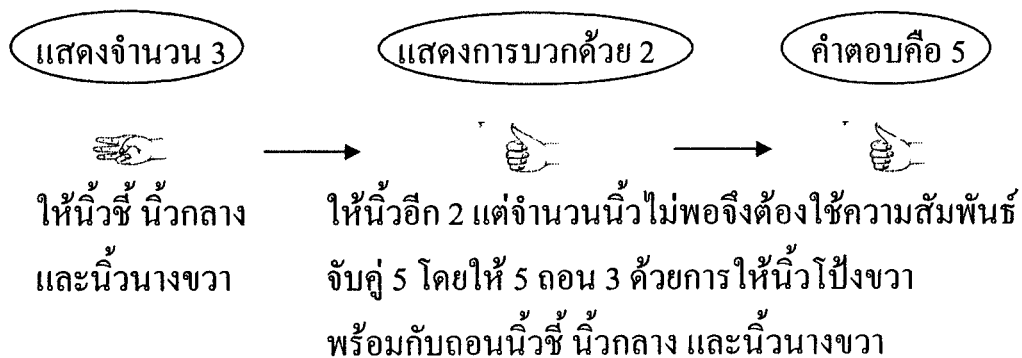 แสดงจำนวน 3 แสดงการบวกด้วย 2 คำตอบคือ 5
ให้นิ้วชี้ นิ้วกลาง ให้นิ้วอีก 2 แต่จำนวนนิ้วไม่พอจึงต้องใช้ความสัมพันธ์
และนิ้วนางขวา จับคู่ 5 โดยให้ 5 ถอน 3 ด้วยการให้นิ้วโป้งขวา
พร้อมกับถอนนิ้วชี้ นิ้วกลาง และนิ้วนางขวา